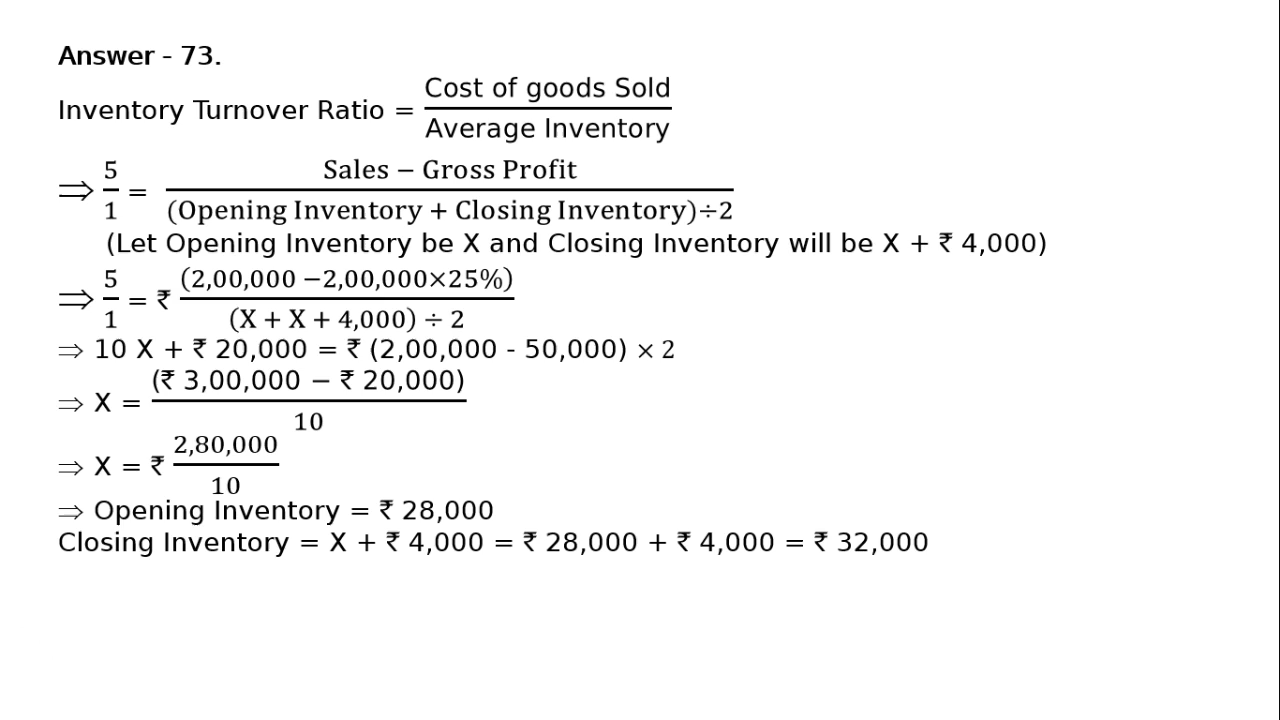 Answer - 73.
Inventory Turnover Ratio = Cost of goods Sold / Average Inventory
⇒ 5/1 = Sales − Gross Profit / (Opening Inventory + Closing Inventory)÷2
(Let Opening Inventory be X and Closing Inventory will be X + ₹ 4,000)
⇒ 5/1 = ₹ (2,00,000 −2,00,000×25%) / (X + X + 4,000) ÷ 2
⇒ 10 X + ₹ 20,000 = ₹ (2,00,000 - 50,000) × 2
⇒ X = (₹ 3,00,000 − ₹ 20,000) / 10
⇒ X = ₹ 2,80,000 / 10
⇒ Opening Inventory = ₹ 28,000
Closing Inventory = X + ₹ 4,000 = ₹ 28,000 + ₹ 4,000 = ₹ 32,000